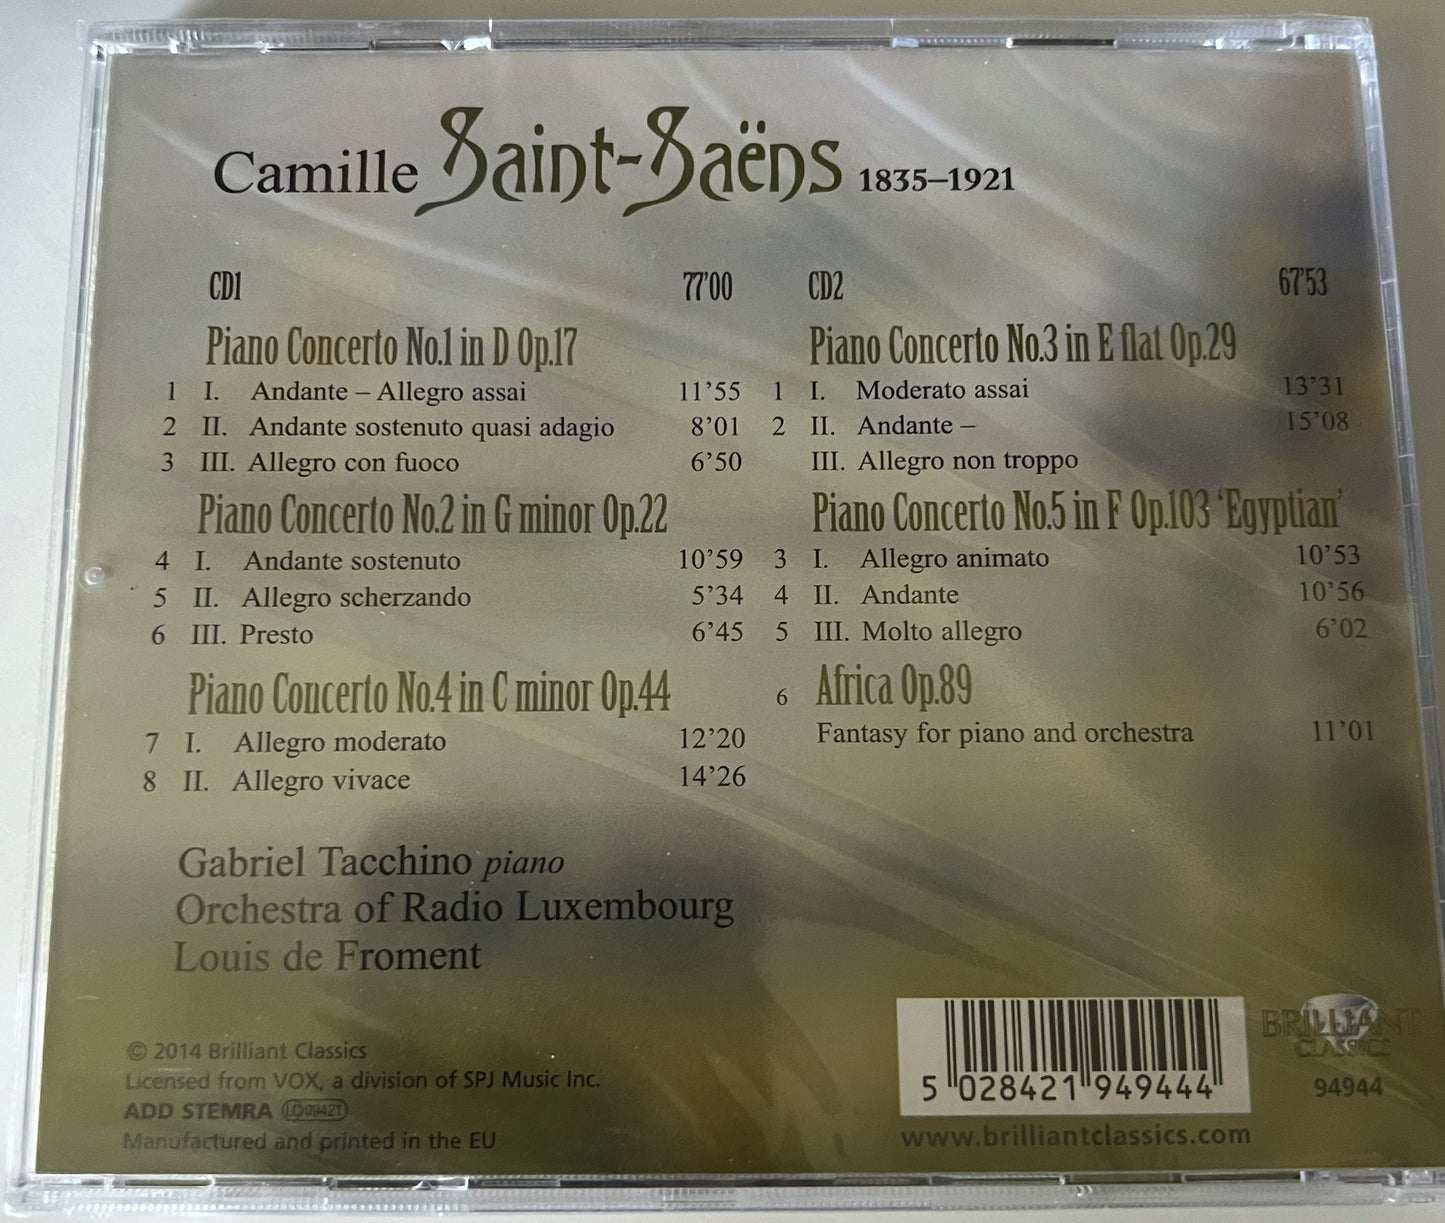 Camille Saint-Saëns 1835–1921
CD1 77'00
Piano Concerto No.1 in D Op.17
1 I. Andante – Allegro assai 11'55
2 II. Andante sostenuto quasi adagio 8'01
3 III. Allegro con fuoco 6'50
Piano Concerto No.2 in G minor Op.22
4 I. Andante sostenuto 10'59
5 II. Allegro scherzando 5'34
6 III. Presto 6'45
Piano Concerto No.4 in C minor Op.44
7 I. Allegro moderato 12'20
8 II. Allegro vivace 14'26
CD2 67'53
Piano Concerto No.3 in E flat Op.29
1 I. Moderato assai 13'31
2 II. Andante – 15'08
III. Allegro non troppo
Piano Concerto No.5 in F Op.103 ‘Egyptian’
3 I. Allegro animato 10'53
4 II. Andante 10'56
5 III. Molto allegro 6'02
6 Africa Op.89
Fantasy for piano and orchestra 11'01
Gabriel Tacchino piano
Orchestra of Radio Luxembourg
Louis de Froment
© 2014 Brilliant Classics
Licensed from VOX, a division of SPJ Music Inc.
ADD STEMRA LC 09421
Manufactured and printed in the EU
5 028421 949444
www.brilliantclassics.com
BRILLIANT
CLASSICS
94944